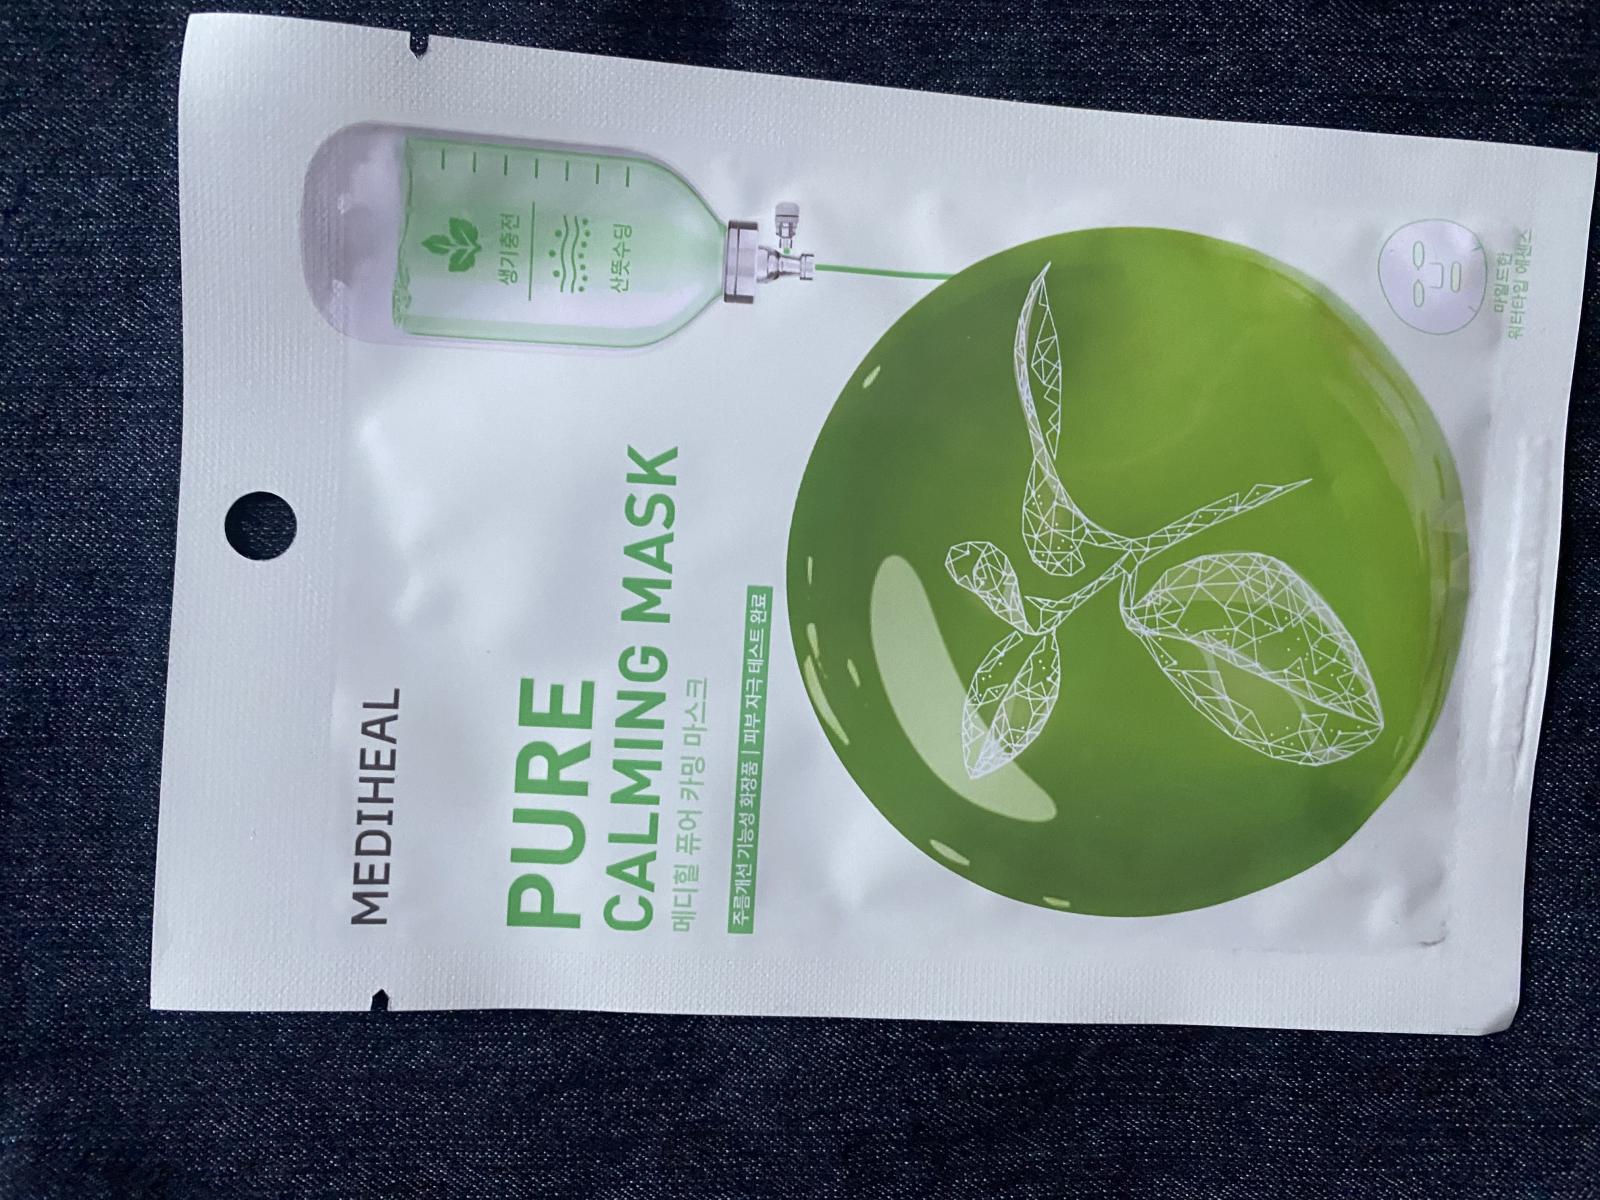 MEDIHEAL
생기충전
산뜻수딩
PURE
CALMING MASK
메디힐 퓨어 카밍 마스크
주름개선 기능성 화장품 | 피부 자극 테스트 완료
마일드한
워터타입 에센스